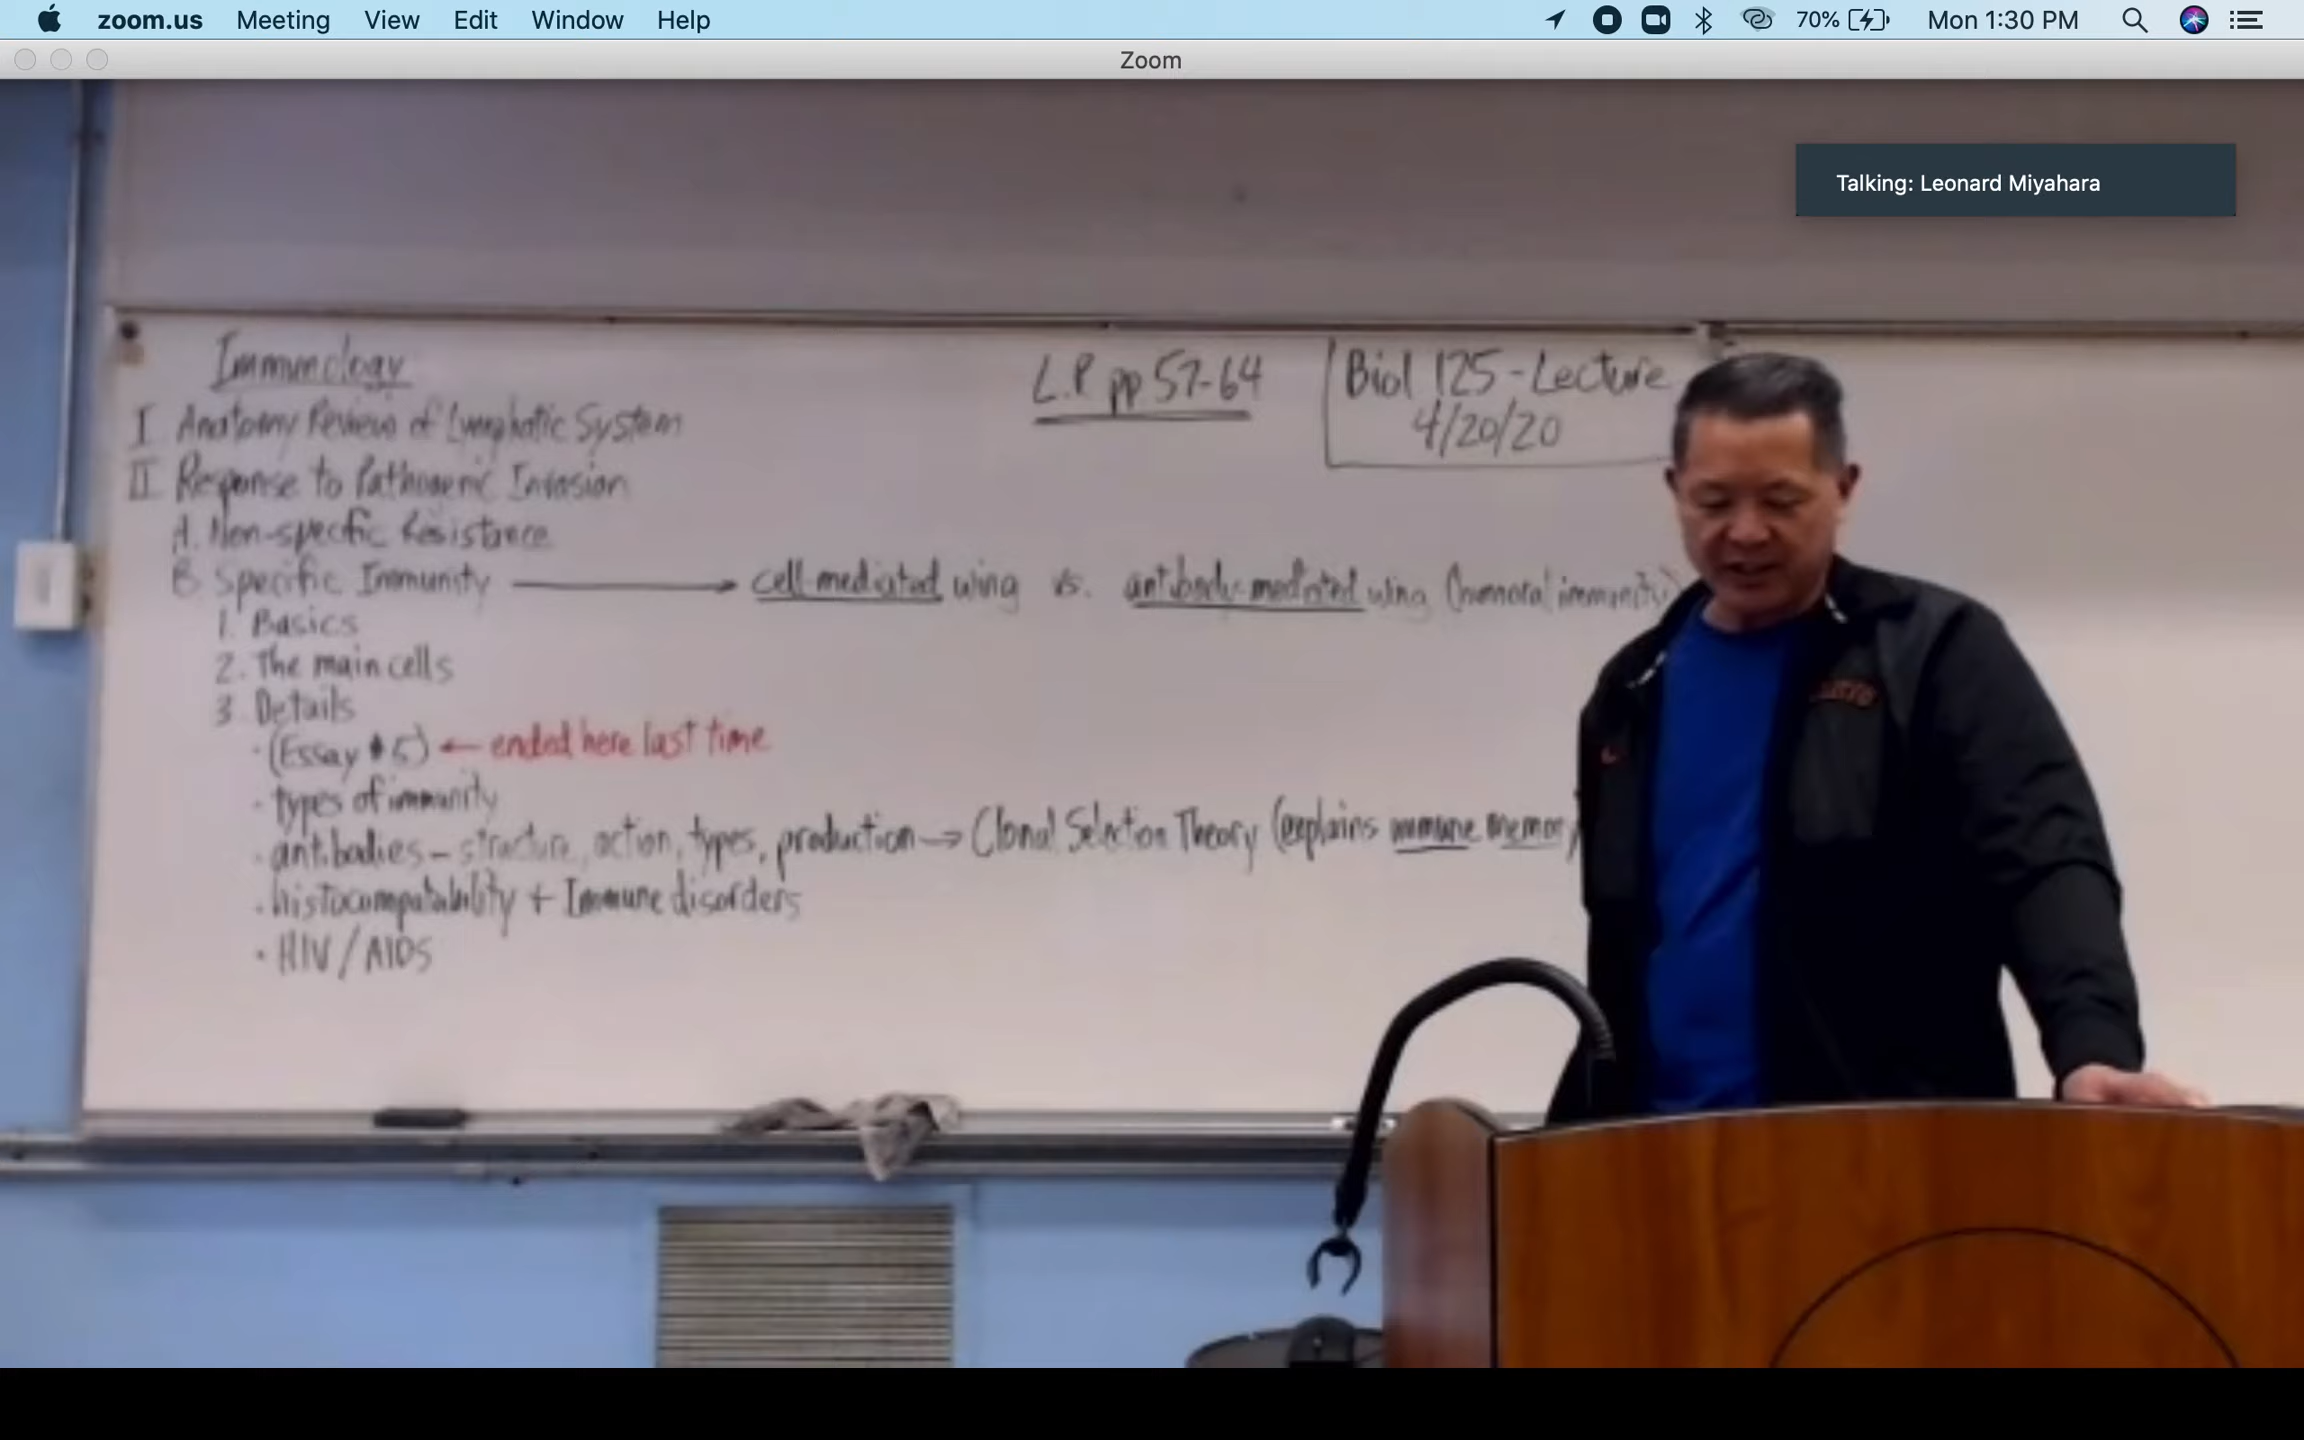 zoom.us Meeting View Edit Window Help 70% Mon 1:30 PM
Zoom
Talking: Leonard Miyahara
Immunology
L.P. pp 57-64
Biol 125 - Lecture
4/20/20
I Anatomy Review of Lymphatic System
II Response to Pathogenic Invasion
A. Non-specific Resistance
B. Specific Immunity → cell-mediated wing vs. antibody-mediated wing (humoral immunity)
1. Basics
2. The main cells
3. Details
· (Essay #5) ← ended here last time
· types of immunity
· antibodies - structure, action, types, production → Clonal Selection Theory (explains immune memory
· histocompatability + Immune disorders
· HIV/AIDS